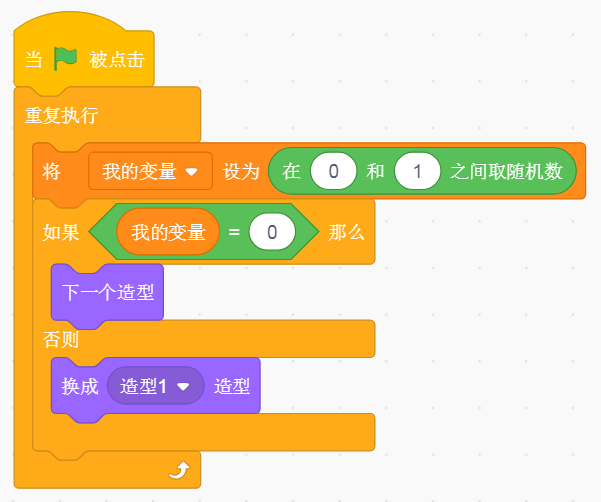 当 被点击
重复执行
将 我的变量 设为 在 0 和 1 之间取随机数
如果 我的变量 = 0 那么
下一个造型
否则
换成 造型1 造型